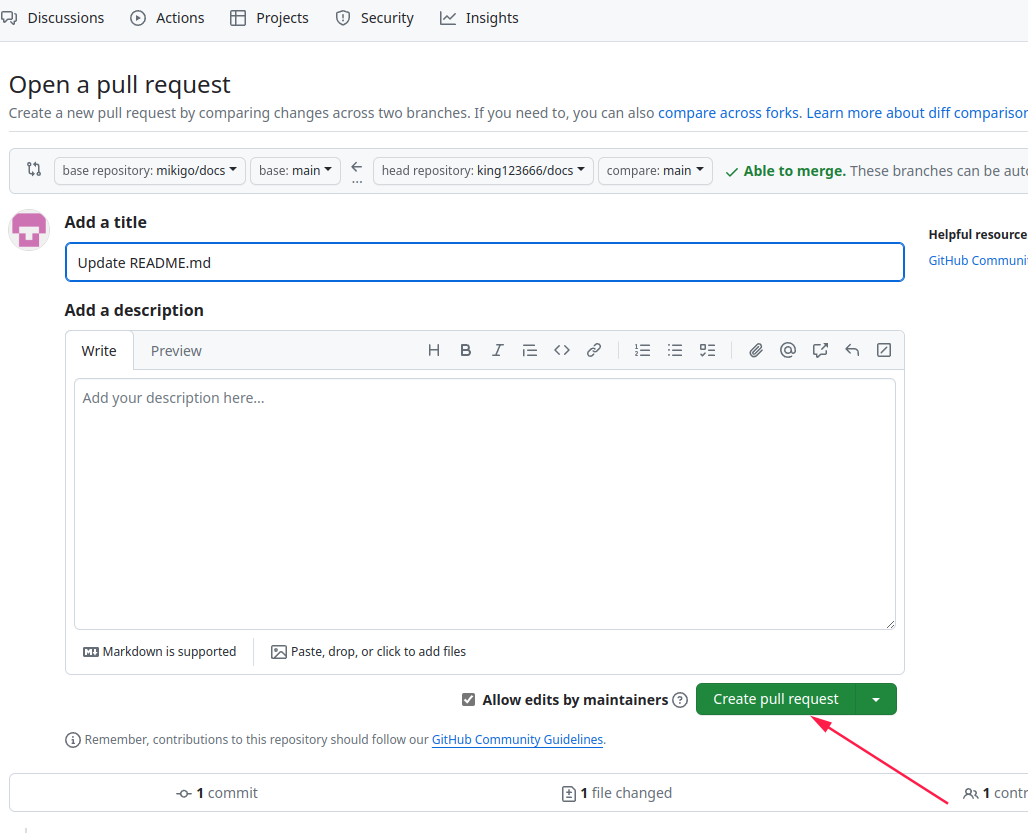 Discussions Actions Projects Security Insights
Open a pull request
Create a new pull request by comparing changes across two branches. If you need to, you can also compare across forks. Learn more about diff
base repository: mikigo/docs base: main ← ... head repository: king123666/docs compare: main Able to merge. These branches can be
Add a title
Update README.md
Helpful
GitHub
Add a description
Write Preview
Add your description here...
Markdown is supported Paste, drop, or click to add files
Allow edits by maintainers Create pull request
Remember, contributions to this repository should follow our GitHub Community Guidelines.
1 commit 1 file changed 1